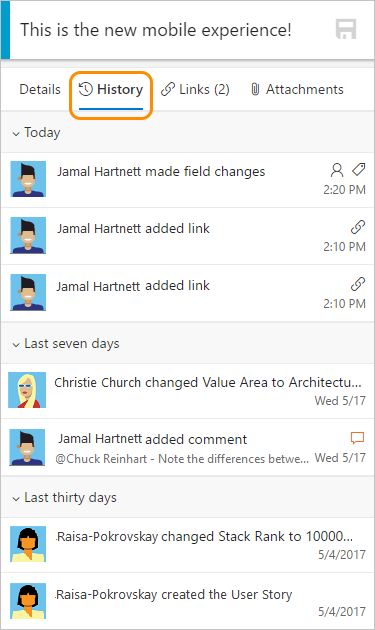 This is the new mobile experience!
Details History Links (2) Attachments
Today
Jamal Hartnett made field changes
2:20 PM
Jamal Hartnett added link
2:10 PM
Jamal Hartnett added link
2:10 PM
Last seven days
Christie Church changed Value Area to Architectu...
Wed 5/17
Jamal Hartnett added comment
@Chuck Reinhart - Note the differences betwe... Wed 5/17
Last thirty days
Raisa-Pokrovskay changed Stack Rank to 10000...
5/4/2017
Raisa-Pokrovskay created the User Story
5/4/2017